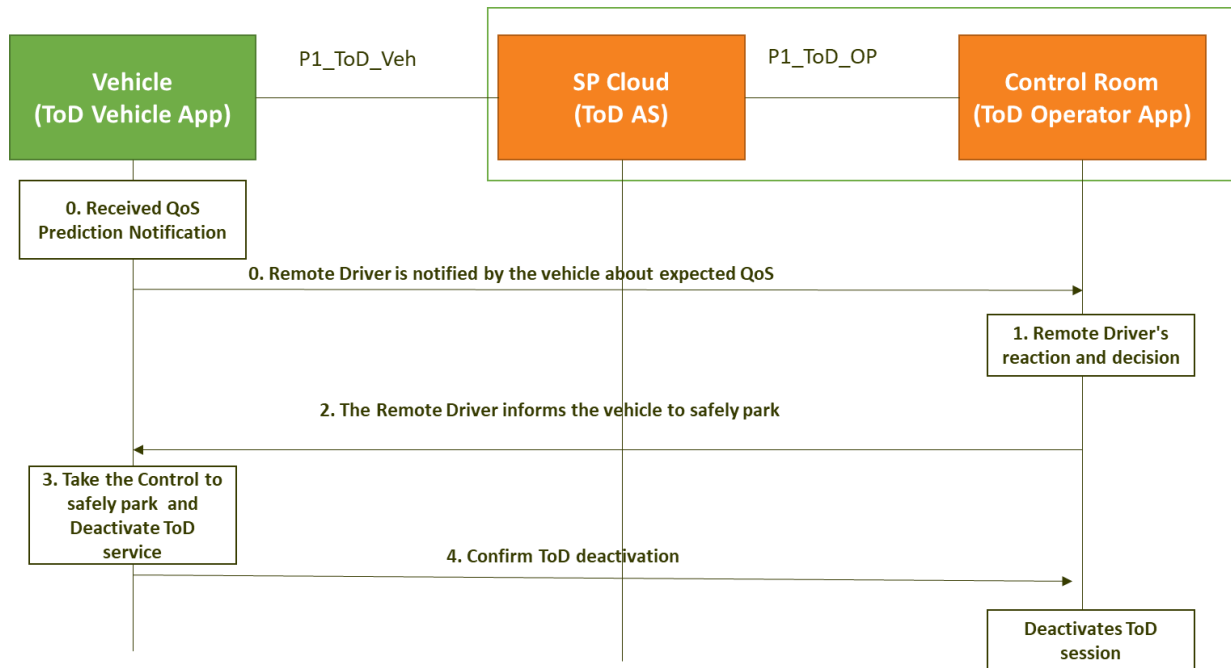 P1_ToD_Veh
P1_ToD_OP
Vehicle
(ToD Vehicle App)
SP Cloud
(ToD AS)
Control Room
(ToD Operator App)
0. Received QoS
Prediction Notification
0. Remote Driver is notified by the vehicle about expected QoS
1. Remote Driver's
reaction and decision
2. The Remote Driver informs the vehicle to safely park
3. Take the Control to
safely park and
Deactivate ToD
service
4. Confirm ToD deactivation
Deactivates ToD
session